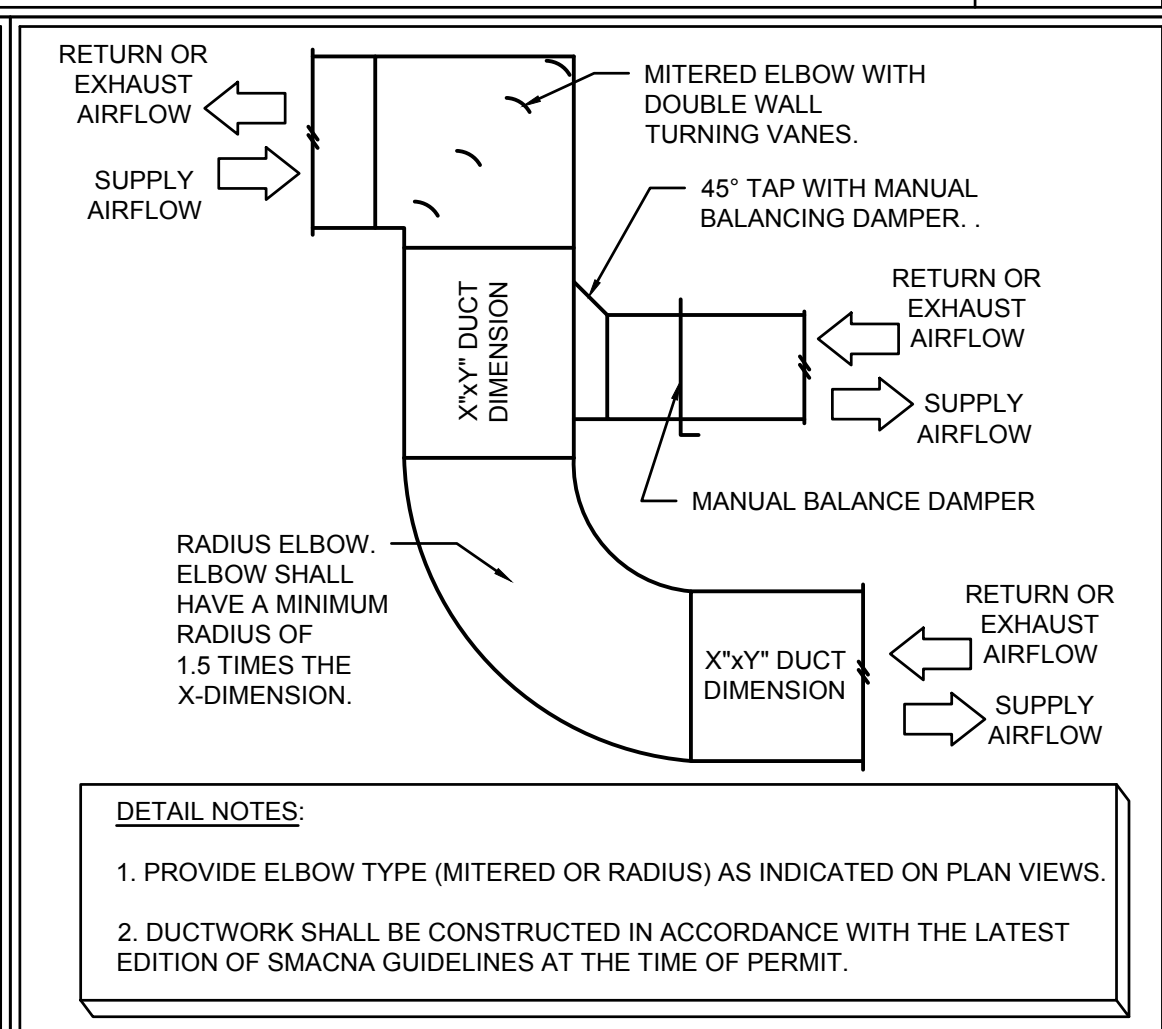 RETURN OR
EXHAUST
AIRFLOW
SUPPLY
AIRFLOW
MITERED ELBOW WITH
DOUBLE WALL
TURNING VANES.
45° TAP WITH MANUAL
BALANCING DAMPER. .
X"xY" DUCT
DIMENSION
RETURN OR
EXHAUST
AIRFLOW
SUPPLY
AIRFLOW
MANUAL BALANCE DAMPER
RADIUS ELBOW.
ELBOW SHALL
HAVE A MINIMUM
RADIUS OF
1.5 TIMES THE
X-DIMENSION.
X"xY" DUCT
DIMENSION
RETURN OR
EXHAUST
AIRFLOW
SUPPLY
AIRFLOW
DETAIL NOTES:
1. PROVIDE ELBOW TYPE (MITERED OR RADIUS) AS INDICATED ON PLAN VIEWS.
2. DUCTWORK SHALL BE CONSTRUCTED IN ACCORDANCE WITH THE LATEST
EDITION OF SMACNA GUIDELINES AT THE TIME OF PERMIT.